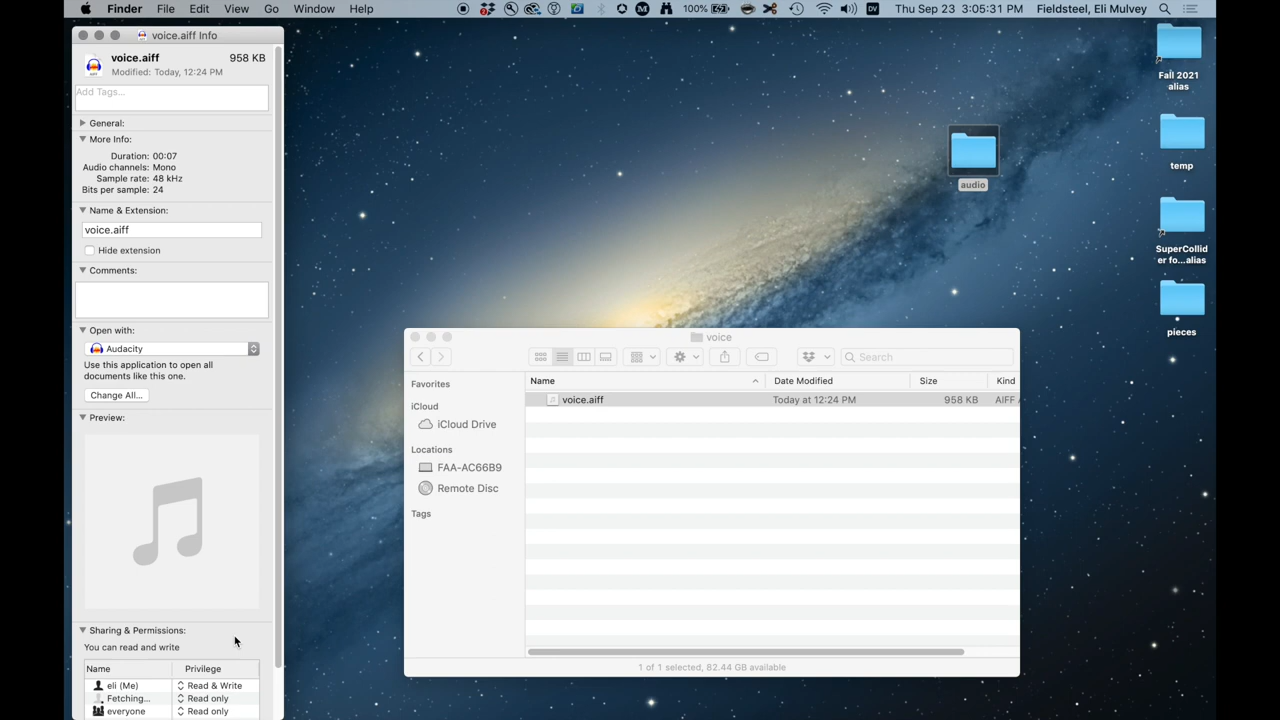 Finder File Edit View Go Window Help 100% DV Thu Sep 23 3:05:31 PM Fieldsteel, Eli Mulvey
voice.aiff Info
voice.aiff 958 KB
Modified: Today, 12:24 PM
Add Tags...
General:
More Info:
Duration: 00:07
Audio channels: Mono
Sample rate: 48 kHz
Bits per sample: 24
Name & Extension:
voice.aiff
Hide extension
Comments:
Open with:
Audacity
Use this application to open all
documents like this one.
Change All...
Preview:
Sharing & Permissions:
You can read and write
Name Privilege
eli (Me) Read & Write
Fetching... Read only
everyone Read only
voice
Search
Favorites
iCloud
iCloud Drive
Locations
FAA-AC66B9
Remote Disc
Tags
Name Date Modified Size Kind
voice.aiff Today at 12:24 PM 958 KB AIFF
1 of 1 selected, 82.44 GB available
audio
Fall 2021
alias
temp
SuperCollid
er fo...alias
pieces